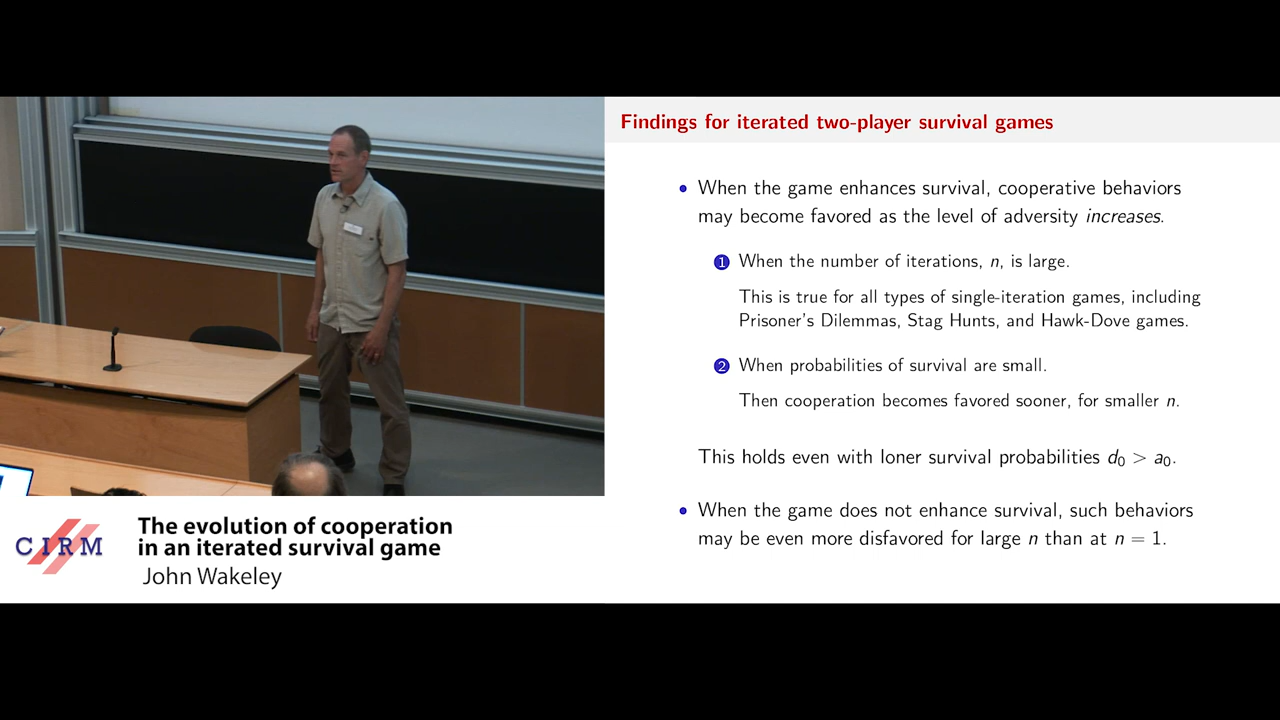 Findings for iterated two-player survival games
• When the game enhances survival, cooperative behaviors
may become favored as the level of adversity increases.
1 When the number of iterations, n, is large.
This is true for all types of single-iteration games, including
Prisoner's Dilemmas, Stag Hunts, and Hawk-Dove games.
2 When probabilities of survival are small.
Then cooperation becomes favored sooner, for smaller n.
This holds even with loner survival probabilities d₀ > a₀.
• When the game does not enhance survival, such behaviors
may be even more disfavored for large n than at n = 1.
CIRM
The evolution of cooperation
in an iterated survival game
John Wakeley